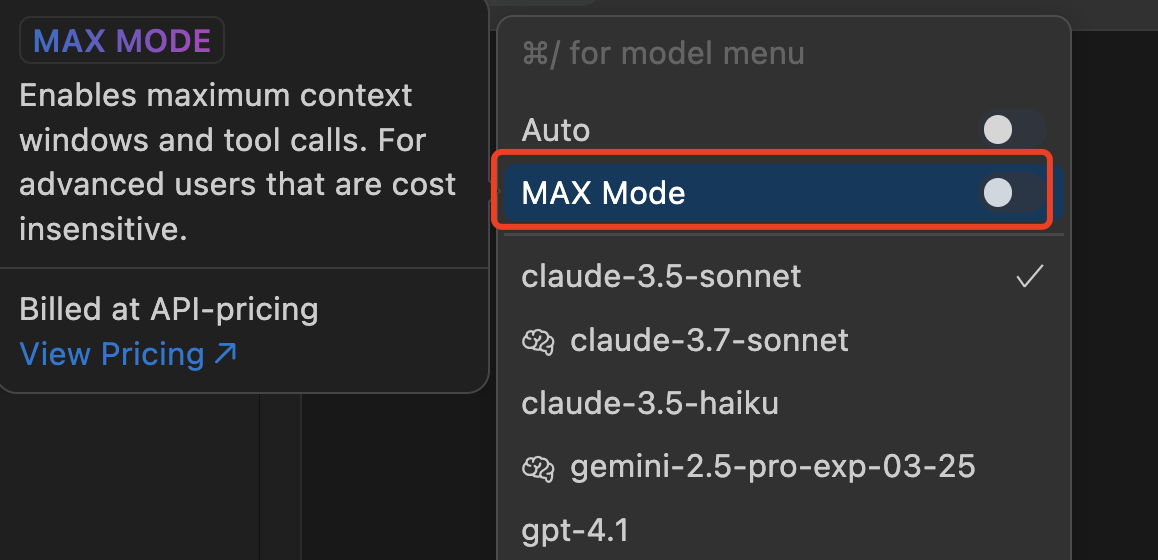 MAX MODE
Enables maximum context
windows and tool calls. For
advanced users that are cost
insensitive.
Billed at API-pricing
View Pricing ↗
⌘/ for model menu
Auto
MAX Mode
claude-3.5-sonnet
claude-3.7-sonnet
claude-3.5-haiku
gemini-2.5-pro-exp-03-25
gpt-4.1